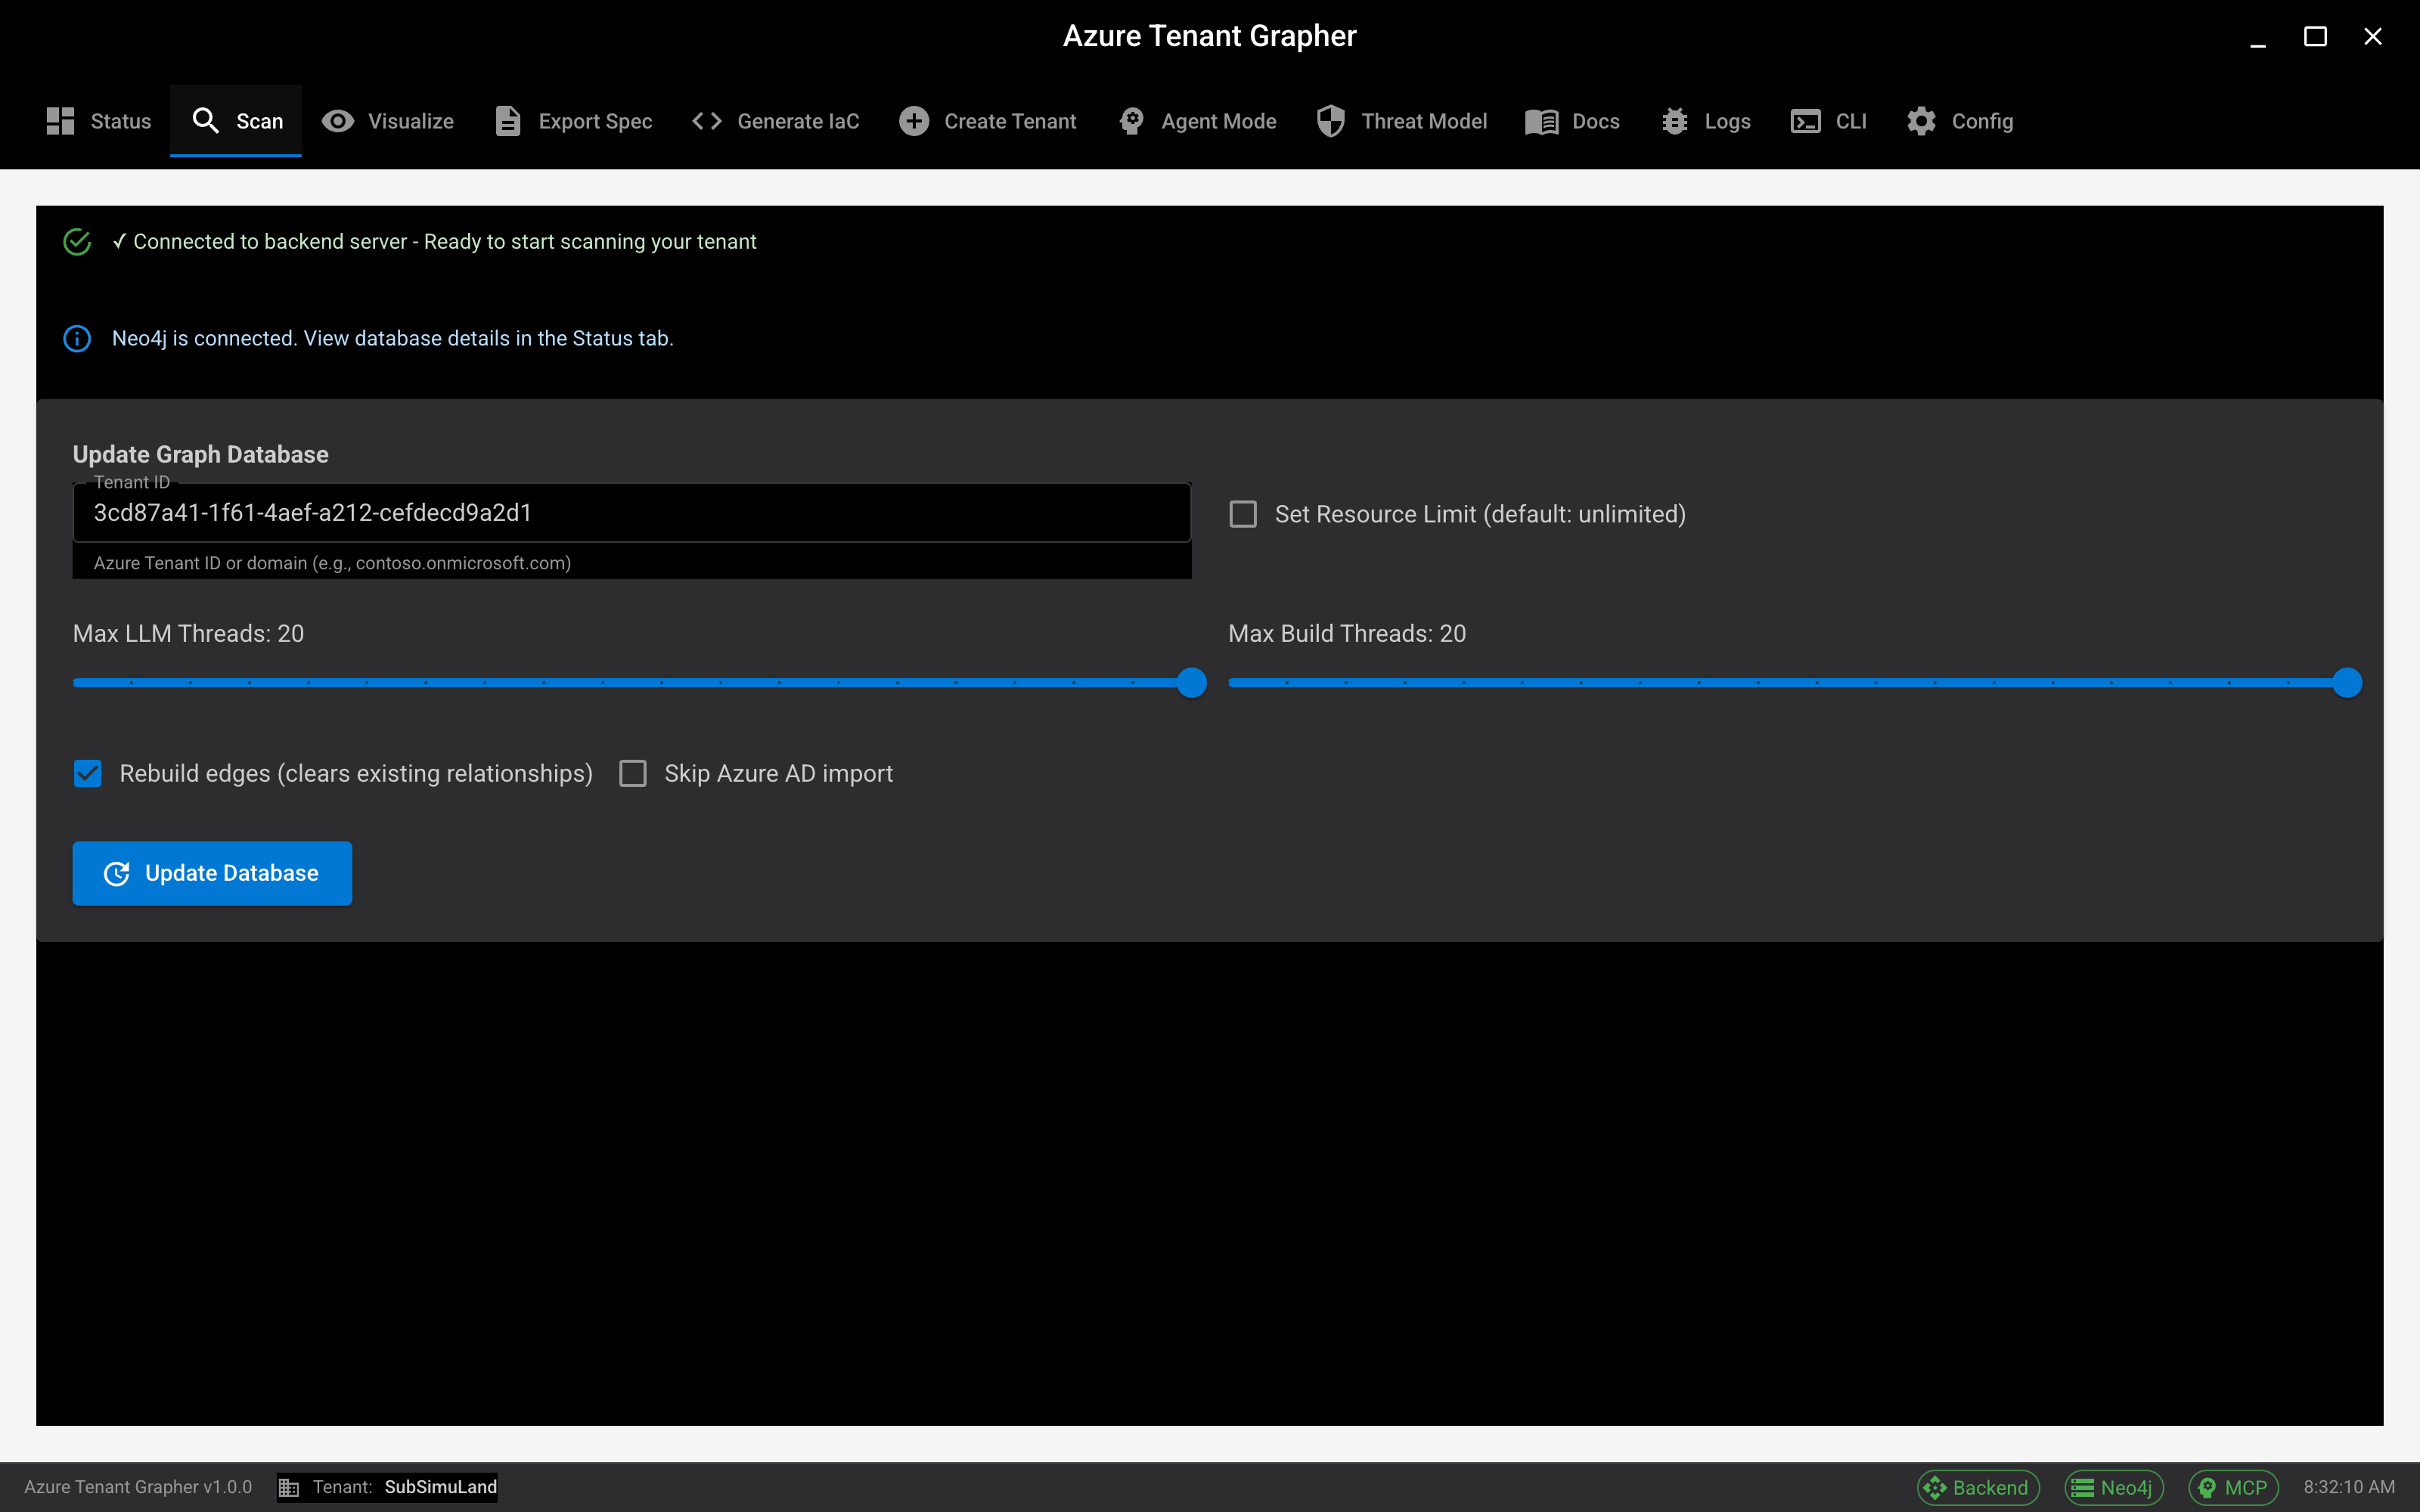 Azure Tenant Grapher
Status Scan Visualize Export Spec Generate IaC Create Tenant Agent Mode Threat Model Docs Logs CLI Config
✓ Connected to backend server - Ready to start scanning your tenant
Neo4j is connected. View database details in the Status tab.
Update Graph Database
Tenant ID
3cd87a41-1f61-4aef-a212-cefdecd9a2d1
Set Resource Limit (default: unlimited)
Azure Tenant ID or domain (e.g., contoso.onmicrosoft.com)
Max LLM Threads: 20 Max Build Threads: 20
Rebuild edges (clears existing relationships) Skip Azure AD import
Update Database
Azure Tenant Grapher v1.0.0 Tenant: SubSimuLand Backend Neo4j MCP 8:32:10 AM